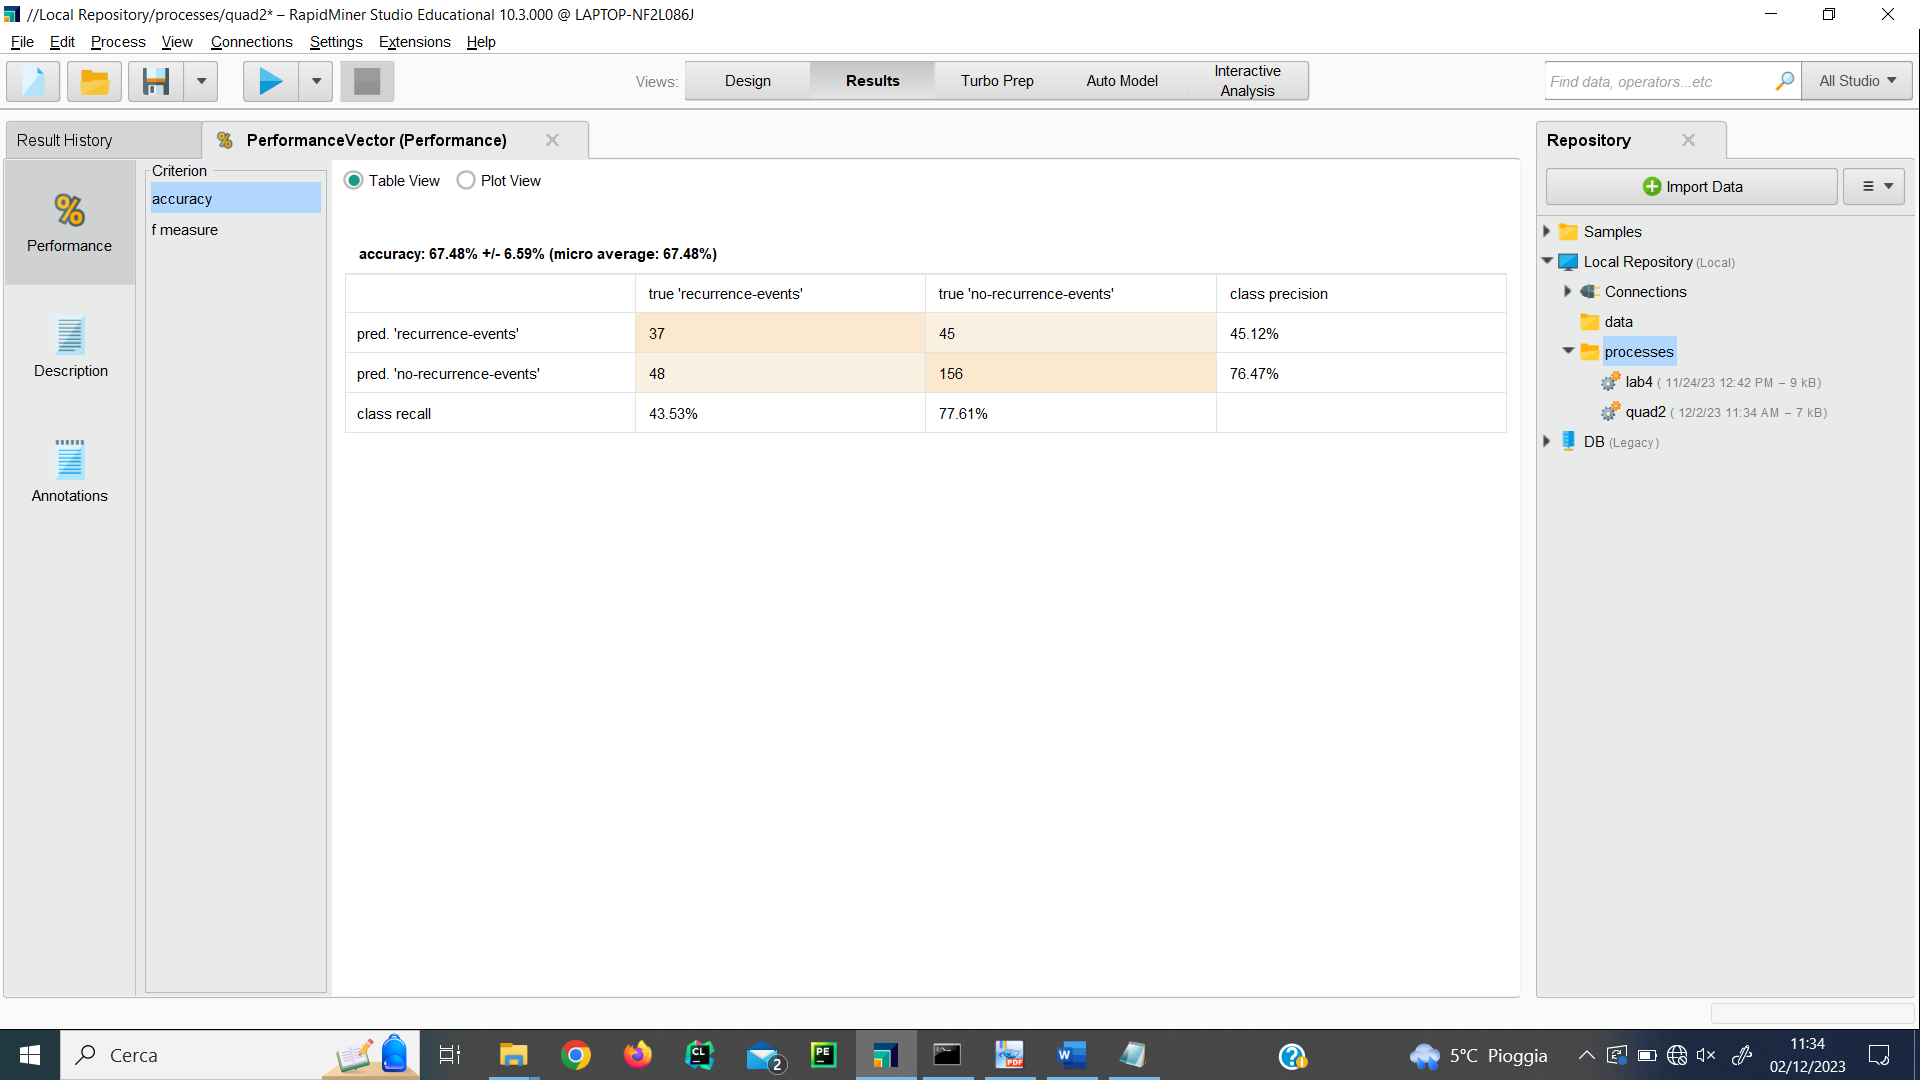 //Local Repository/processes/quad2* – RapidMiner Studio Educational 10.3.000 @ LAPTOP-NF2L086J
File Edit Process View Connections Settings Extensions Help
Views: Design Results Turbo Prep Auto Model Interactive Analysis
Find data, operators...etc All Studio
Result History
PerformanceVector (Performance)
Performance
Description
Annotations
Criterion
accuracy
f measure
Table View Plot View
accuracy: 67.48% +/- 6.59% (micro average: 67.48%)
true 'recurrence-events' true 'no-recurrence-events' class precision
pred. 'recurrence-events' 37 45 45.12%
pred. 'no-recurrence-events' 48 156 76.47%
class recall 43.53% 77.61%
Repository
Import Data
Samples
Local Repository (Local)
Connections
data
processes
lab4 ( 11/24/23 12:42 PM – 9 kB)
quad2 ( 12/2/23 11:34 AM – 7 kB)
DB (Legacy)
Cerca
CL
2
PE
PDF
W
5°C Pioggia
11:34
02/12/2023